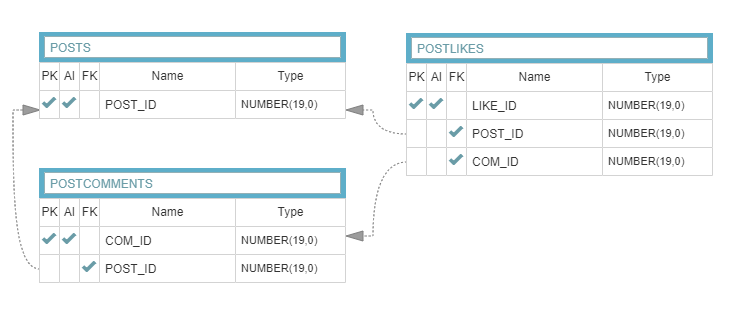 POSTS
PK AI FK Name Type
POST_ID NUMBER(19,0)
POSTCOMMENTS
PK AI FK Name Type
COM_ID NUMBER(19,0)
POST_ID NUMBER(19,0)
POSTLIKES
PK AI FK Name Type
LIKE_ID NUMBER(19,0)
POST_ID NUMBER(19,0)
COM_ID NUMBER(19,0)